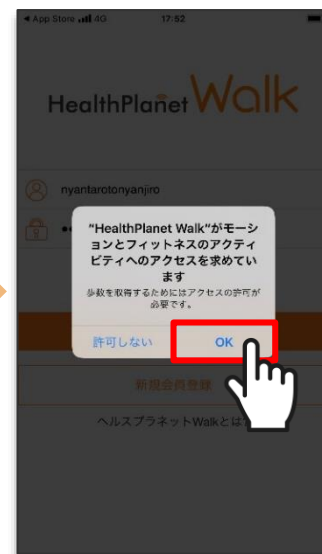 App Store 4G 17:52
HealthPlanet Walk
nyantarotonyanjiro
"HealthPlanet Walk"がモーシ
ョンとフィットネスのアクティ
ビティへのアクセスを求めてい
ます
歩数を取得するためにはアクセスの許可が
必要です。
許可しない OK
新規会員登録
ヘルスプラネットWalkとは?